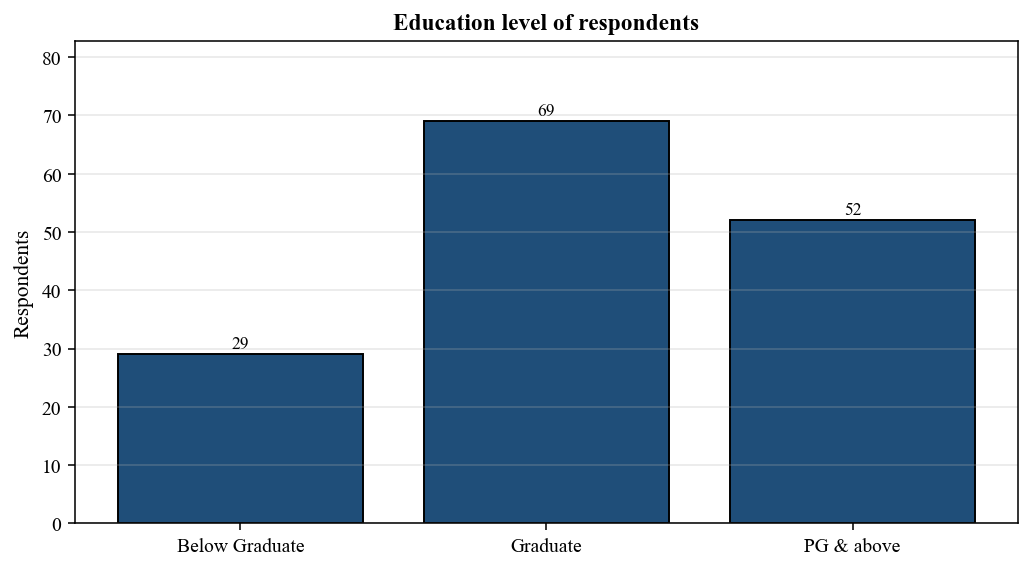 Education level of respondents
80
70
60
50
40
30
20
10
0
Respondents
29
69
52
Below Graduate
Graduate
PG & above